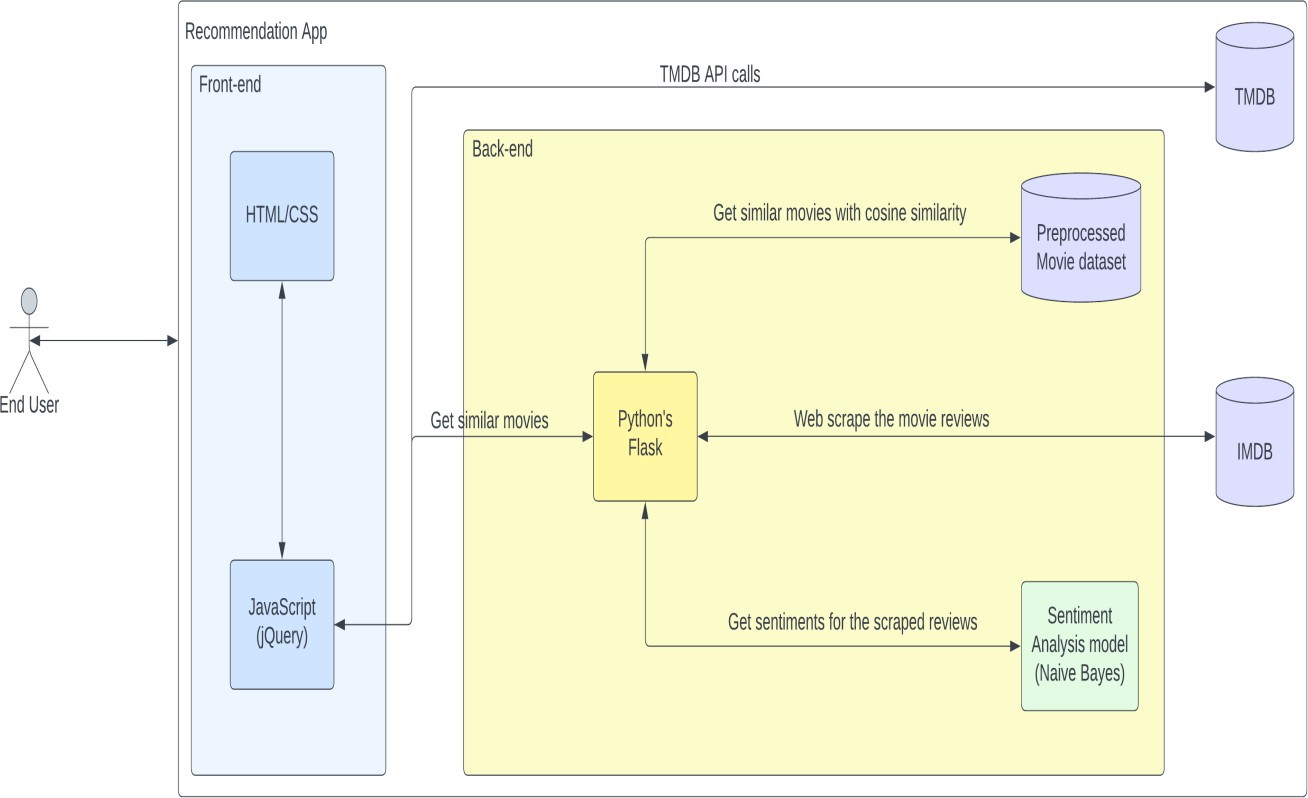 Recommendation App
Front-end
TMDB API calls
TMDB
Back-end
HTML/CSS
Get similar movies with cosine similarity
Preprocessed
Movie dataset
End User
Get similar movies
Python's
Flask
Web scrape the movie reviews
IMDB
JavaScript
(jQuery)
Get sentiments for the scraped reviews
Sentiment
Analysis model
(Naive Bayes)